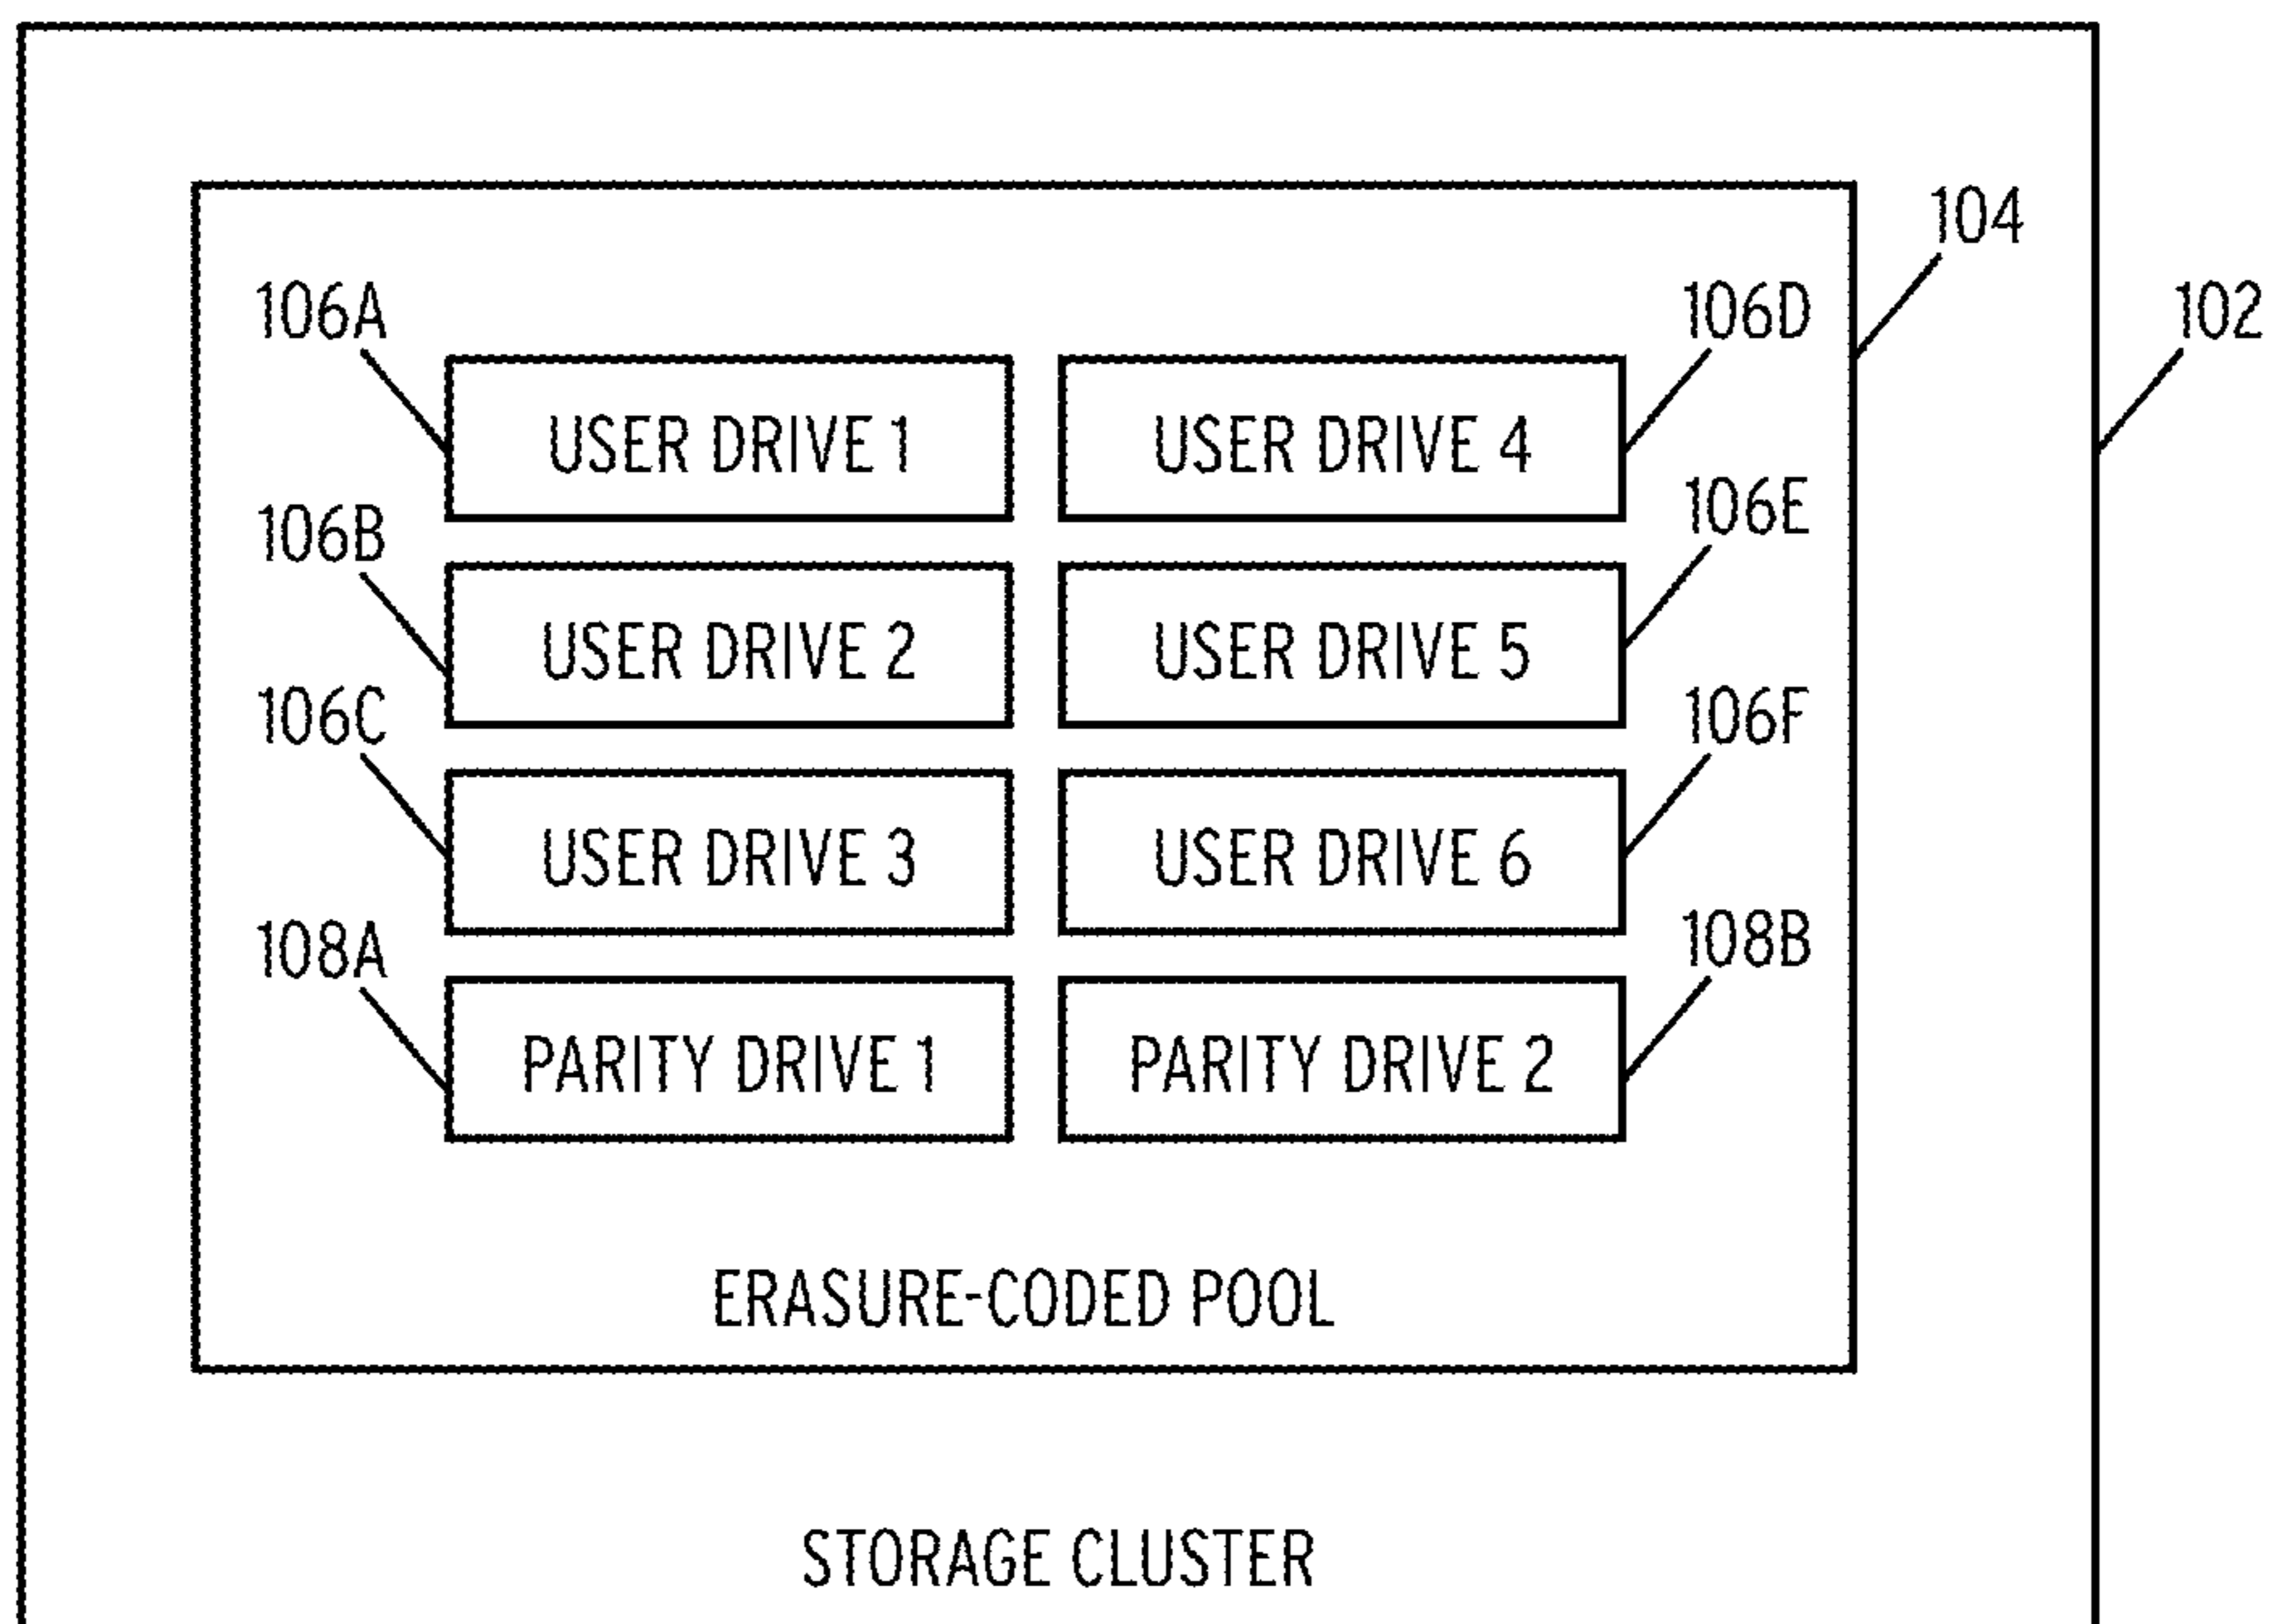 104
102
106A
106D
USER DRIVE 1
USER DRIVE 4
106B
106E
USER DRIVE 2
USER DRIVE 5
106C
106F
USER DRIVE 3
USER DRIVE 6
108A
108B
PARITY DRIVE 1
PARITY DRIVE 2
ERASURE-CODED POOL
STORAGE CLUSTER